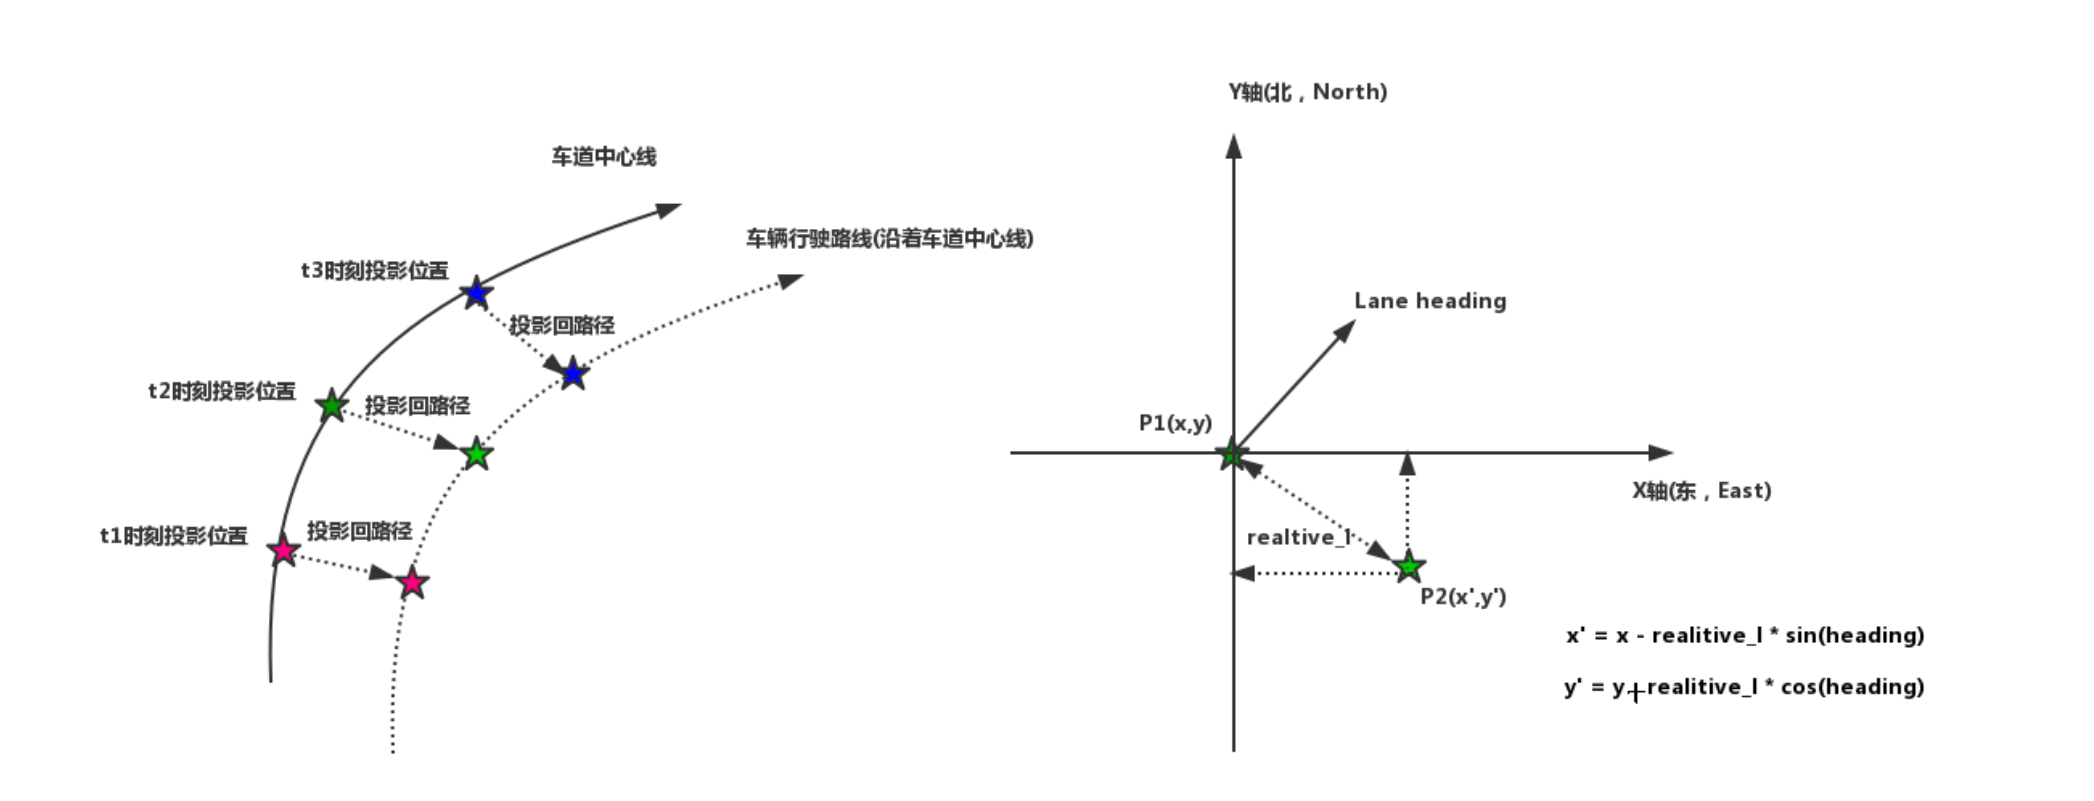 车道中心线
车辆行驶路线(沿着车道中心线)
t3时刻投影位置
投影回路径
t2时刻投影位置
投影回路径
t1时刻投影位置
投影回路径
Y轴(北，North)
Lane heading
P1(x,y)
X轴(东，East)
realtive_l
P2(x',y')
x' = x - realitive_l * sin(heading)
y' = y + realitive_l * cos(heading)